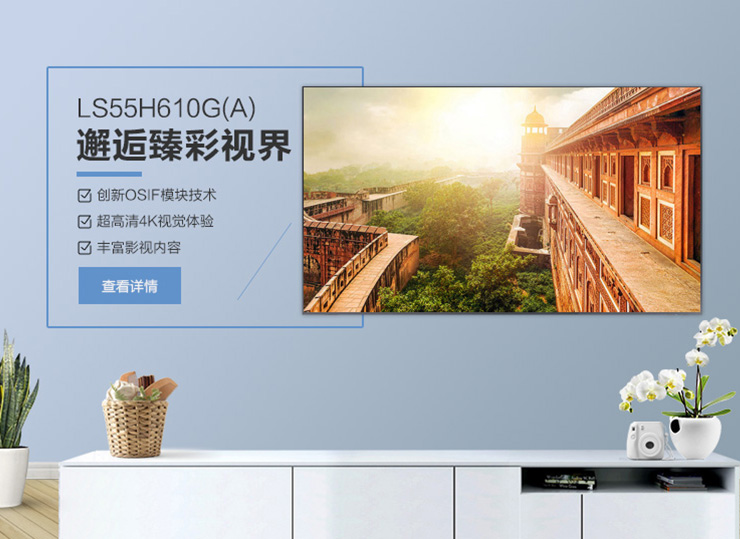 LS55H610G(A)
邂逅臻彩视界
创新OSIF模块技术
超高清4K视觉体验
丰富影视内容
查看详情